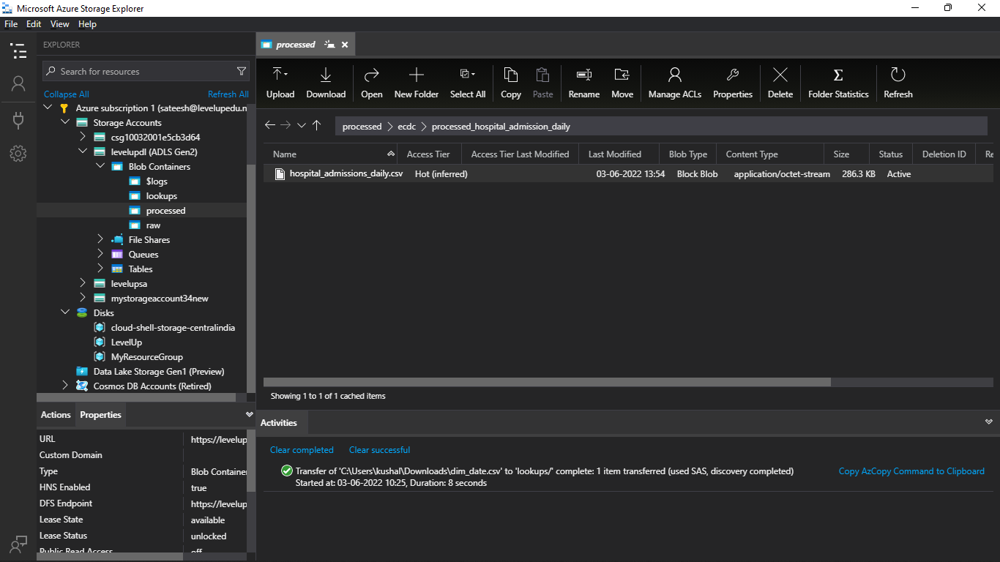 Microsoft Azure Storage Explorer
File Edit View Help
EXPLORER
Search for resources
Collapse All Refresh All
Azure subscription 1 (sateesh@levelupedu.n
Storage Accounts
csg10032001e5cb3d64
levelupdl (ADLS Gen2)
Blob Containers
$logs
lookups
processed
raw
File Shares
Queues
Tables
levelupsa
mystorageaccount34new
Disks
cloud-shell-storage-centralindia
LevelUp
MyResourceGroup
Data Lake Storage Gen1 (Preview)
Cosmos DB Accounts (Retired)
Actions Properties
URL https://levelup
Custom Domain
Type Blob Containe
HNS Enabled true
DFS Endpoint https://levelup
Lease State available
Lease Status unlocked
Public Read Access off
processed
Upload Download Open New Folder Select All Copy Paste Rename Move Manage ACLs Properties Delete Folder Statistics Refresh
processed ecdc processed_hospital_admission_daily
Name Access Tier Access Tier Last Modified Last Modified Blob Type Content Type Size Status Deletion ID Re
hospital_admissions_daily.csv Hot (inferred) 03-06-2022 13:54 Block Blob application/octet-stream 286.3 KB Active
Showing 1 to 1 of 1 cached items
Activities
Clear completed Clear successful
Transfer of 'C:\Users\kushal\Downloads\dim_date.csv' to 'lookups/' complete: 1 item transferred (used SAS, discovery completed) Copy AzCopy Command to Clipboard
Started at: 03-06-2022 10:25, Duration: 8 seconds